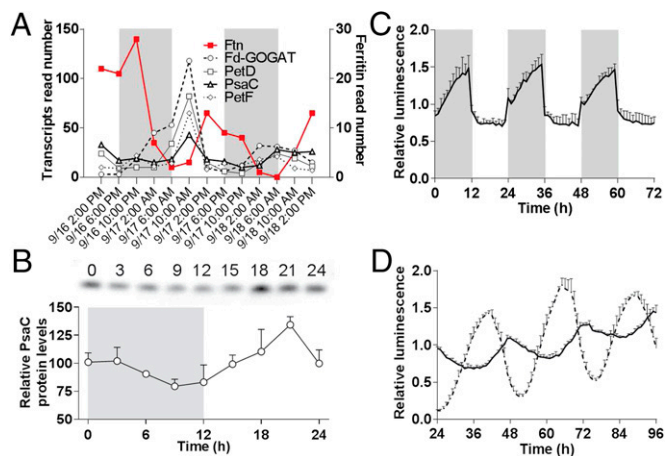 A
Transcripts read number
150
100
50
0
Ftn
Fd-GOGAT
PetD
PsaC
PetF
30
20
10
0
Ferritin read number
9/16 2:00 PM
9/16 6:00 PM
9/16 10:00 PM
9/17 2:00 AM
9/17 6:00 AM
9/17 10:00 AM
9/17 2:00 PM
9/17 6:00 PM
9/17 10:00 PM
9/18 2:00 AM
9/18 6:00 AM
9/18 10:00 AM
9/18 2:00 PM
B
0 3 6 9 12 15 18 21 24
Relative PsaC
protein levels
150
125
100
75
50
0 6 12 18 24
Time (h)
C
Relative luminescence
2.0
1.5
1.0
0.5
0.0
0 12 24 36 48 60 72
Time (h)
D
Relative luminescence
2.0
1.5
1.0
0.5
0.0
24 36 48 60 72 84 96
Time (h)